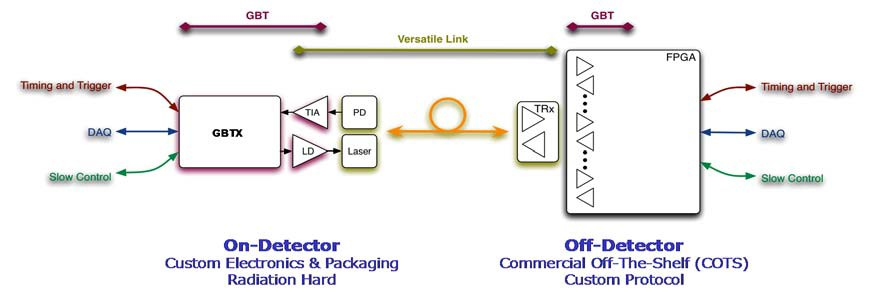 GBT
GBT
Versatile Link
FPGA
Timing and Trigger
DAQ
Slow Control
GBTX
TIA
PD
LD
Laser
TRx
Timing and Trigger
DAQ
Slow Control
On-Detector
Custom Electronics & Packaging
Radiation Hard
Off-Detector
Commercial Off-The-Shelf (COTS)
Custom Protocol